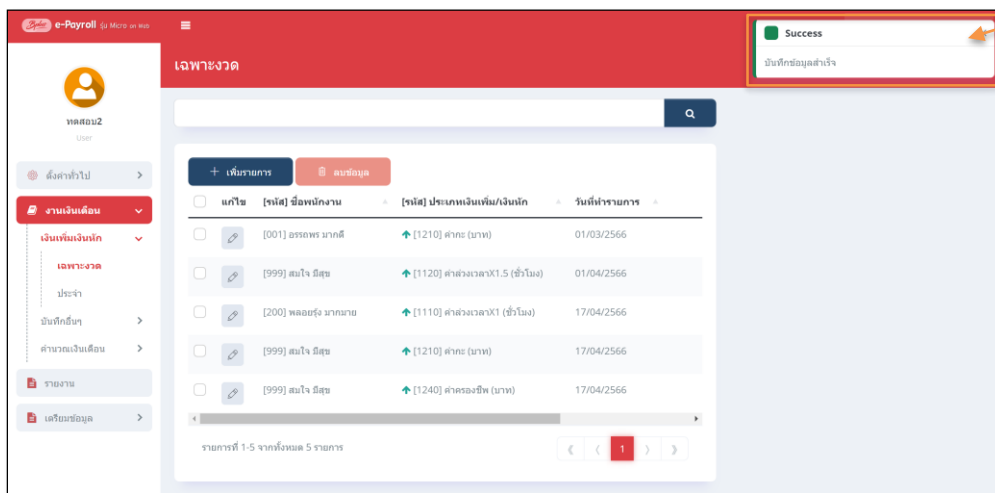 e-Payroll รุ่น Micro on Web
Success
บันทึกข้อมูลสำเร็จ
เฉพาะงวด
ทดสอบ2
User
ตั้งค่าทั่วไป
งานเงินเดือน
เงินเพิ่มเงินหัก
เฉพาะงวด
ประจำ
บันทึกอื่นๆ
คำนวณเงินเดือน
รายงาน
เตรียมข้อมูล
+ เพิ่มรายการ ลบข้อมูล
แก้ไข [รหัส] ชื่อพนักงาน [รหัส] ประเภทเงินเพิ่ม/เงินหัก วันที่ทำรายการ
[001] อรรถพร มากดี [1210] ค่ากะ (บาท) 01/03/2566
[999] สมใจ มีสุข [1120] ค่าล่วงเวลาX1.5 (ชั่วโมง) 01/04/2566
[200] พลอยรุ้ง มากมาย [1110] ค่าล่วงเวลาX1 (ชั่วโมง) 17/04/2566
[999] สมใจ มีสุข [1210] ค่ากะ (บาท) 17/04/2566
[999] สมใจ มีสุข [1240] ค่าครองชีพ (บาท) 17/04/2566
รายการที่ 1-5 จากทั้งหมด 5 รายการ
1